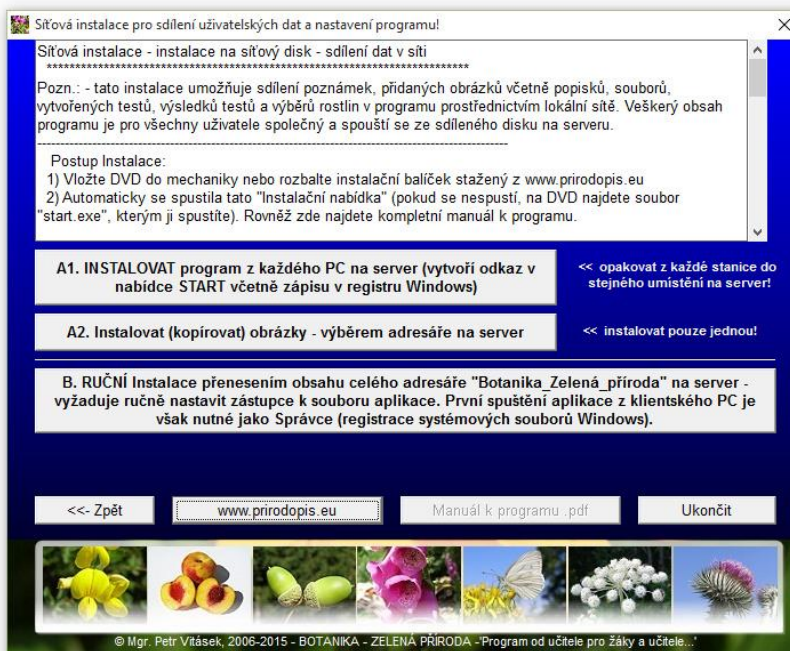 Síťová instalace pro sdílení uživatelských dat a nastavení programu!
Síťová instalace - instalace na síťový disk - sdílení dat v síti
*************************************************************************
Pozn.: - tato instalace umožňuje sdílení poznámek, přidaných obrázků včetně popisků, souborů,
vytvořených testů, výsledků testů a výběrů rostlin v programu prostřednictvím lokální sítě. Veškerý obsah
programu je pro všechny uživatele společný a spouští se ze sdíleného disku na serveru.
--------------------------------------------------------------------------------------------------------------
Postup Instalace:
1) Vložte DVD do mechaniky nebo rozbalte instalační balíček stažený z www.prirodopis.eu
2) Automaticky se spustila tato "Instalační nabídka" (pokud se nespustí, na DVD najdete soubor
"start.exe", kterým ji spustíte). Rovněž zde najdete kompletní manuál k programu.
A1. INSTALOVAT program z každého PC na server (vytvoří odkaz v
nabídce START včetně zápisu v registru Windows)
<< opakovat z každé stanice do
stejného umístění na server!
A2. Instalovat (kopírovat) obrázky - výběrem adresáře na server
<< instalovat pouze jednou!
B. RUČNÍ Instalace přenesením obsahu celého adresáře "Botanika_Zelená_příroda" na server -
vyžaduje ručně nastavit zástupce k souboru aplikace. První spuštění aplikace z klientského PC je
však nutné jako Správce (registrace systémových souborů Windows).
<<- Zpět
www.prirodopis.eu
Manuál k programu .pdf
Ukončit
© Mgr. Petr Vitásek, 2006-2015 - BOTANIKA - ZELENÁ PŘÍRODA -'Program od učitele pro žáky a učitele...'